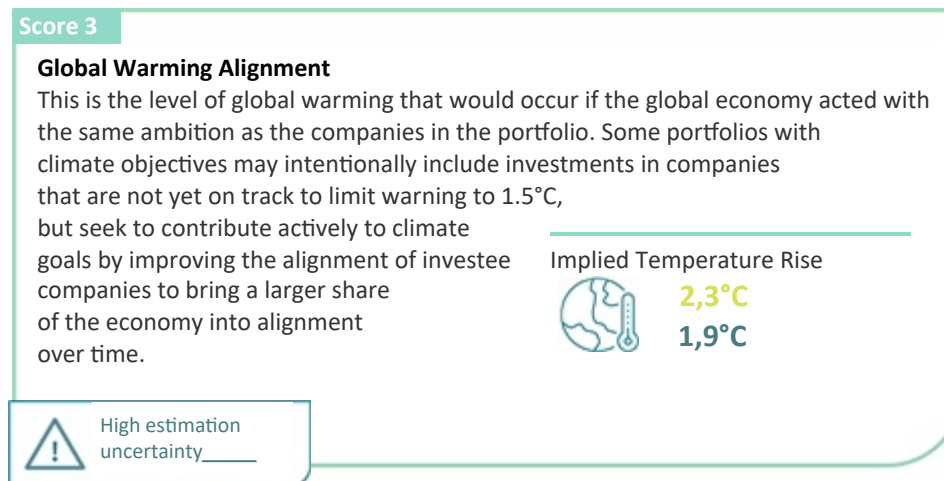 Score 3
Global Warming Alignment
This is the level of global warming that would occur if the global economy acted with
the same ambition as the companies in the portfolio. Some portfolios with
climate objectives may intentionally include investments in companies
that are not yet on track to limit warning to 1.5°C,
but seek to contribute actively to climate
goals by improving the alignment of investee
companies to bring a larger share
of the economy into alignment
over time.
Implied Temperature Rise
2,3°C
1,9°C
High estimation
uncertainty_____